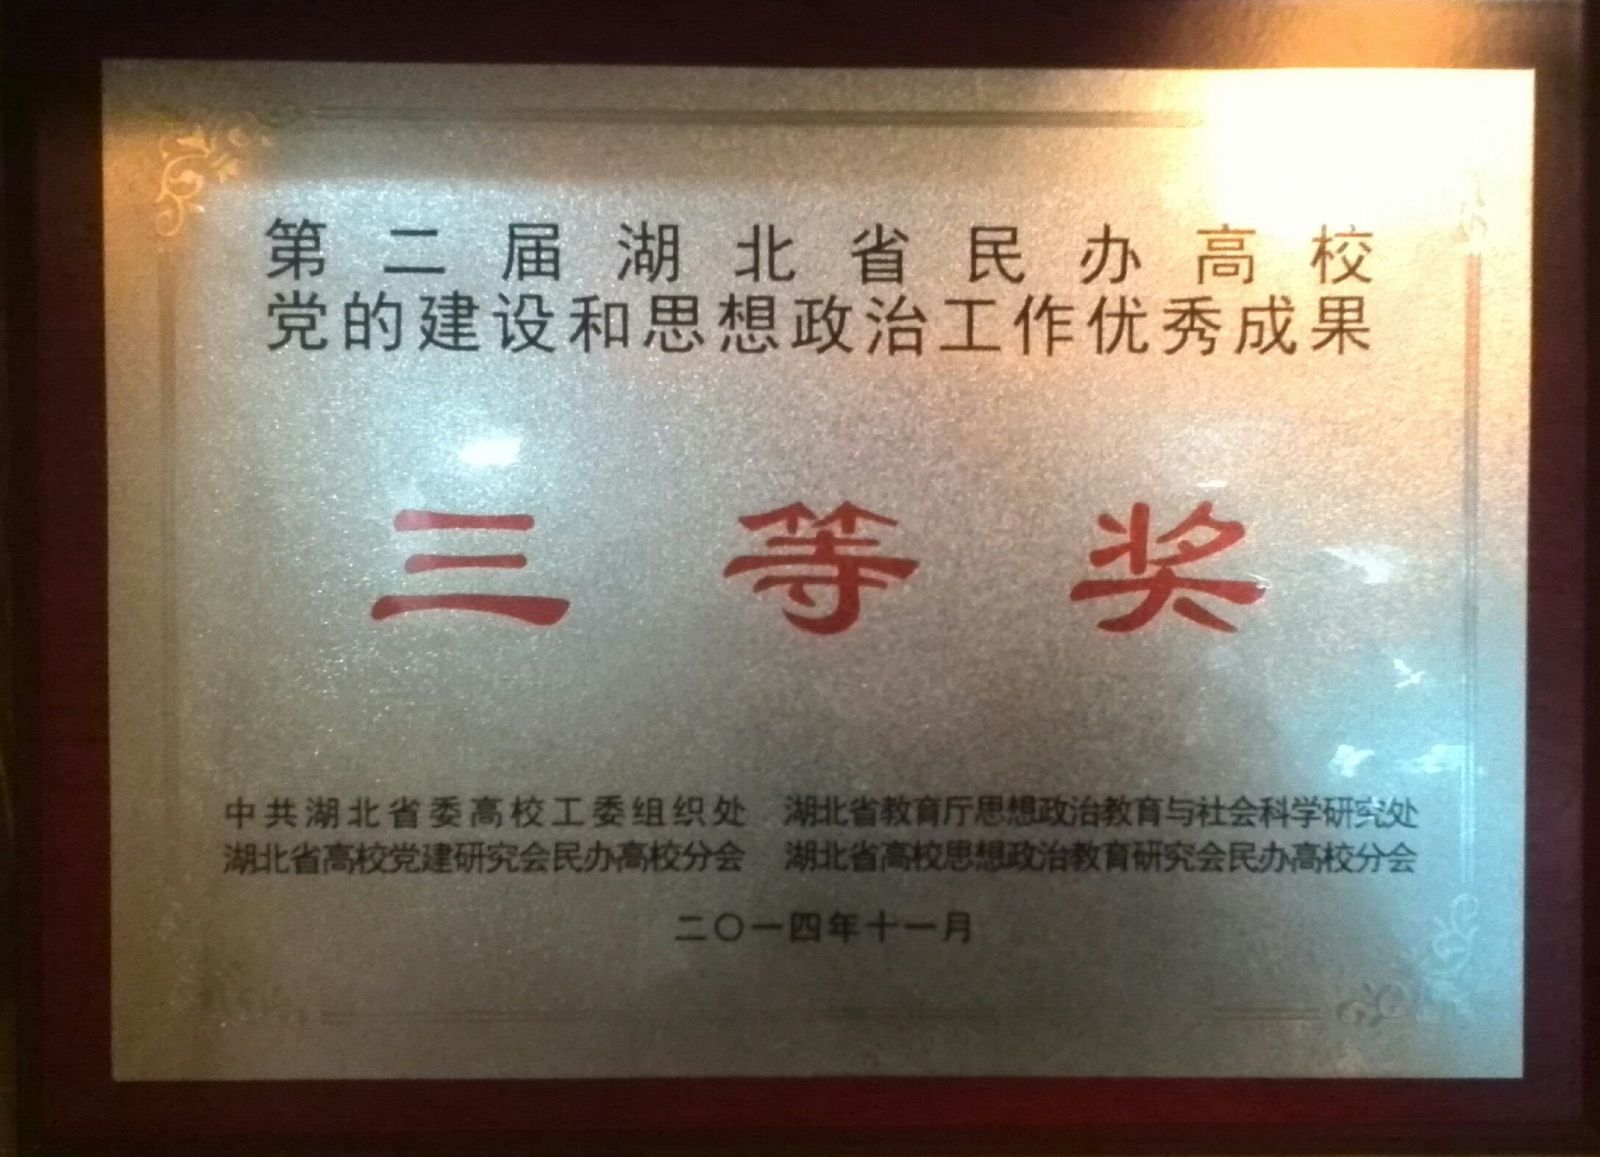 第二届湖北省民办高校
党的建设和思想政治工作优秀成果
三等奖
中共湖北省委高校工委组织处 湖北省教育厅思想政治教育与社会科学研究处
湖北省高校党建研究会民办高校分会 湖北省高校思想政治教育研究会民办高校分会
二〇一四年十一月